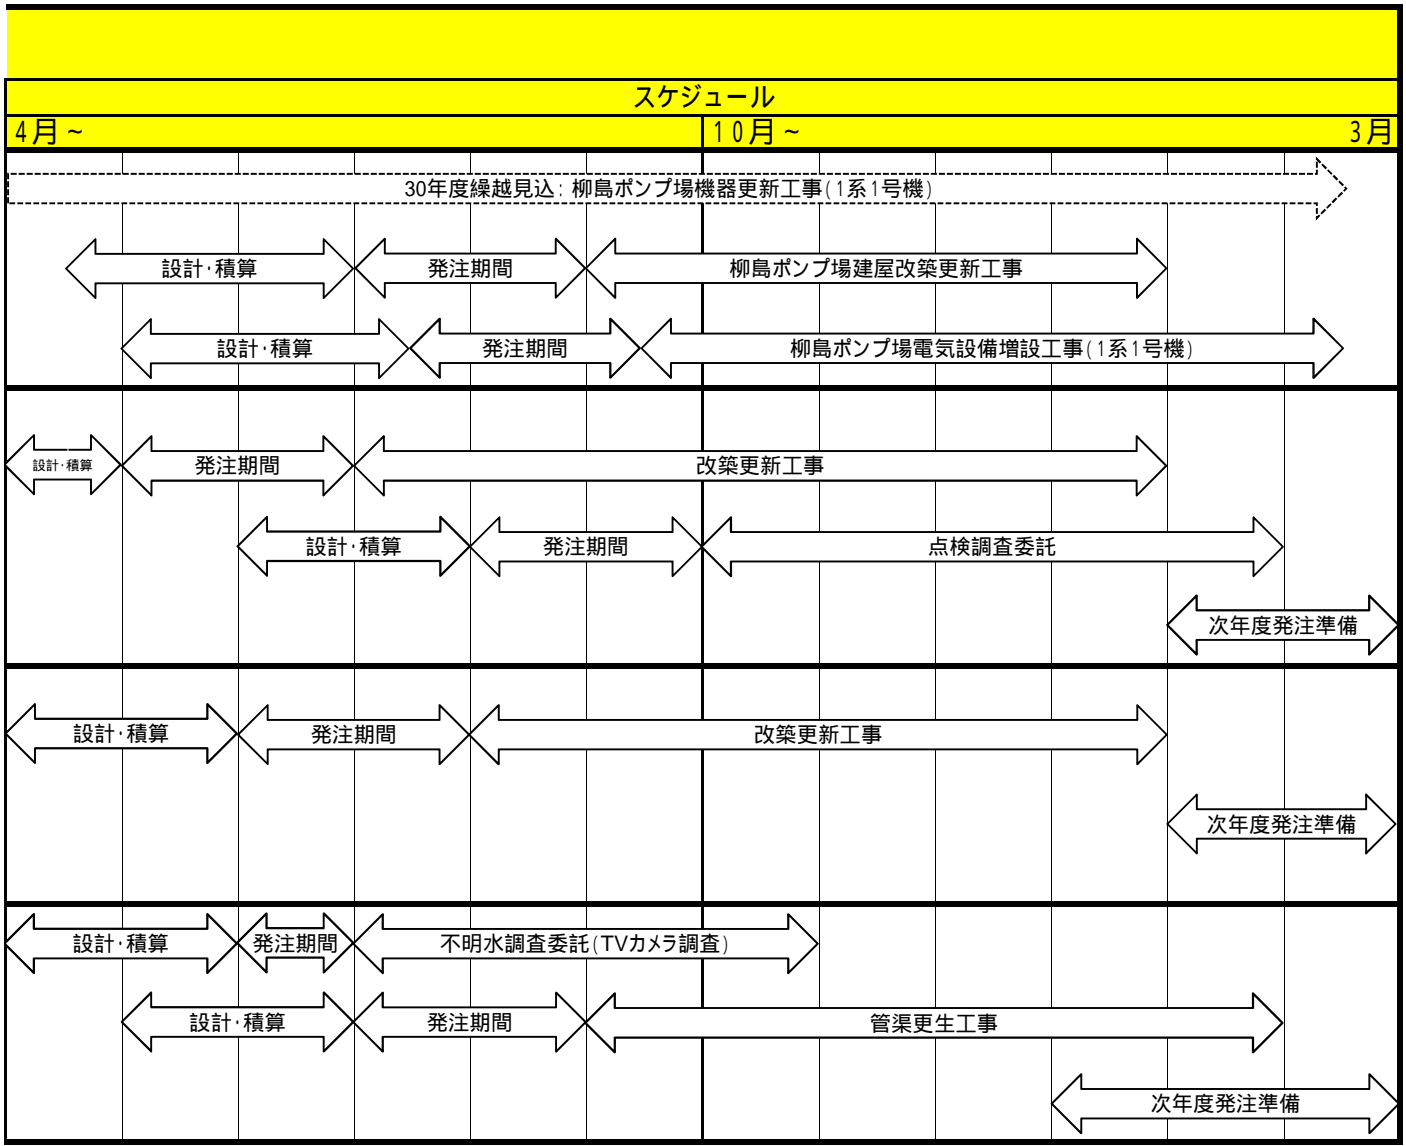 スケジュール
4月~
10月~
3月
30年度繰越見込:柳島ポンプ場機器更新工事(1系1号機)
設計・積算
発注期間
柳島ポンプ場建屋改築更新工事
設計・積算
発注期間
柳島ポンプ場電気設備増設工事(1系1号機)
設計・積算
発注期間
改築更新工事
設計・積算
発注期間
点検調査委託
次年度発注準備
設計・積算
発注期間
改築更新工事
次年度発注準備
設計・積算
発注期間
不明水調査委託(TVカメラ調査)
設計・積算
発注期間
管渠更生工事
次年度発注準備